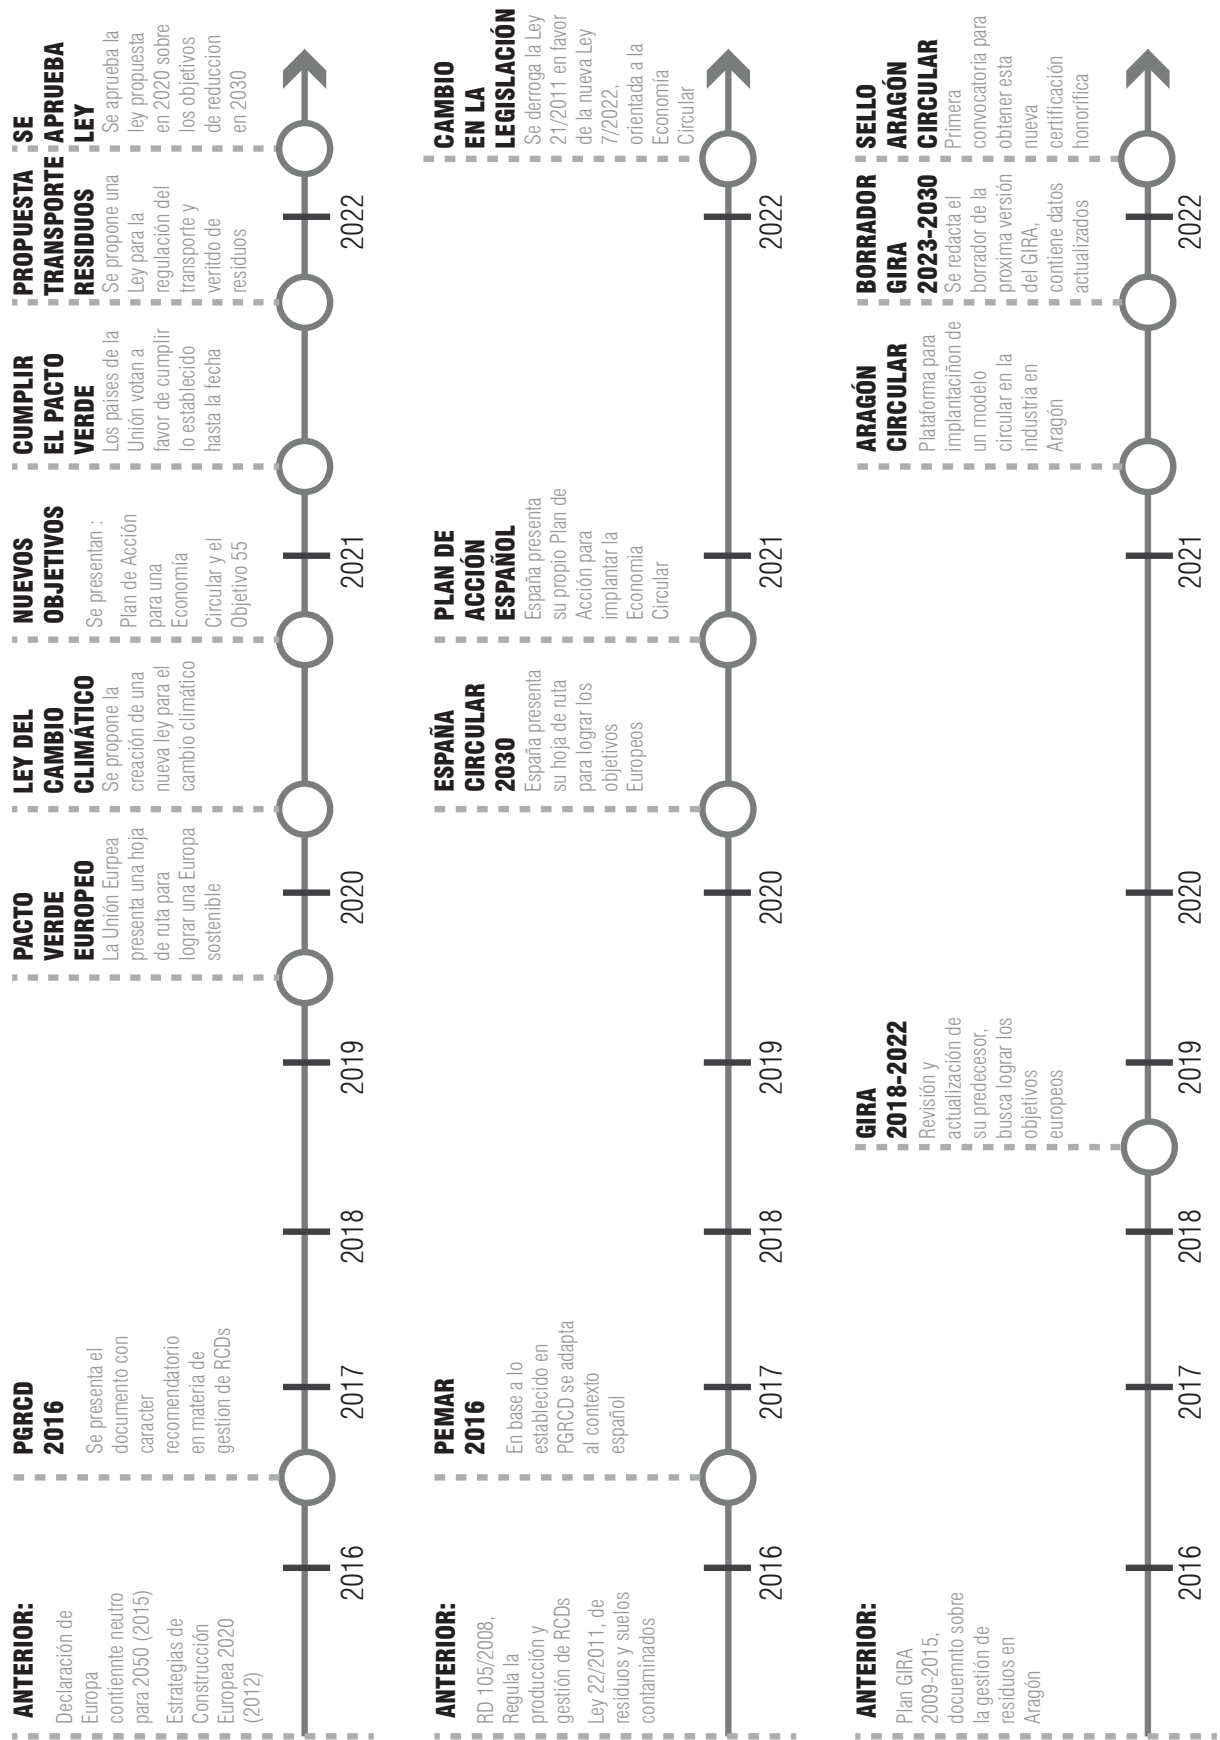 ANTERIOR:
Declaración de
Europa
contiennte neutro
para 2050 (2015)
Estrategias de
Construcción
Europea 2020
(2012)
PGRCD
2016
Se presenta el
documento con
caracter
recomendatorio
en materia de
gestion de RCDs
PACTO
VERDE
EUROPEO
La Unión Eurpea
presenta una hoja
de ruta para
lograr una Europa
sostenible
LEY DEL
CAMBIO
CLIMÁTICO
Se propone la
creación de una
nueva ley para el
cambio climático
NUEVOS
OBJETIVOS
Se presentan :
Plan de Acción
para una
Economía
Circular y el
Objetivo 55
CUMPLIR
EL PACTO
VERDE
Los paises de la
Unión votan a
favor de cumplir
lo establecido
hasta la fecha
PROPUESTA
TRANSPORTE
RESIDUOS
Se propone una
Ley para la
regulación del
transporte y
veritdo de
residuos
SE
APRUEBA
LEY
Se aprueba la
ley propuesta
en 2020 sobre
los objetivos
de reduccion
en 2030
2016
2017
2018
2019
2020
2021
2022
ANTERIOR:
RD 105/2008,
Regula la
producción y
gestión de RCDs
Ley 22/2011, de
residuos y suelos
contaminados
PEMAR
2016
En base a lo
establecido en
PGRCD se adapta
al contexto
español
ESPAÑA
CIRCULAR
2030
España presenta
su hoja de ruta
para lograr los
objetivos
Europeos
PLAN DE
ACCIÓN
ESPAÑOL
España presenta
su propio Plan de
Acción para
implantar la
Economia
Circular
CAMBIO
EN LA
LEGISLACIÓN
Se derroga la Ley
21/2011 en favor
de la nueva Ley
7/2022,
orientada a la
Economía
Circular
2016
2017
2018
2019
2020
2021
2022
ANTERIOR:
Plan GIRA
2009-2015,
docuemnto sobre
la gestión de
residuos en
Aragón
GIRA
2018-2022
Revisión y
actualización de
su predecesor,
busca lograr los
objetivos
europeos
ARAGÓN
CIRCULAR
Plataforma para
implantaciñon de
un modelo
circular en la
industria en
Aragón
BORRADOR
GIRA
2023-2030
Se redacta el
borrador de la
proxima versión
del GIRA,
contiene datos
actualizados
SELLO
ARAGÓN
CIRCULAR
Primera
convocatoria para
obtener esta
nueva
certificación
honorífica
2016
2017
2018
2019
2020
2021
2022